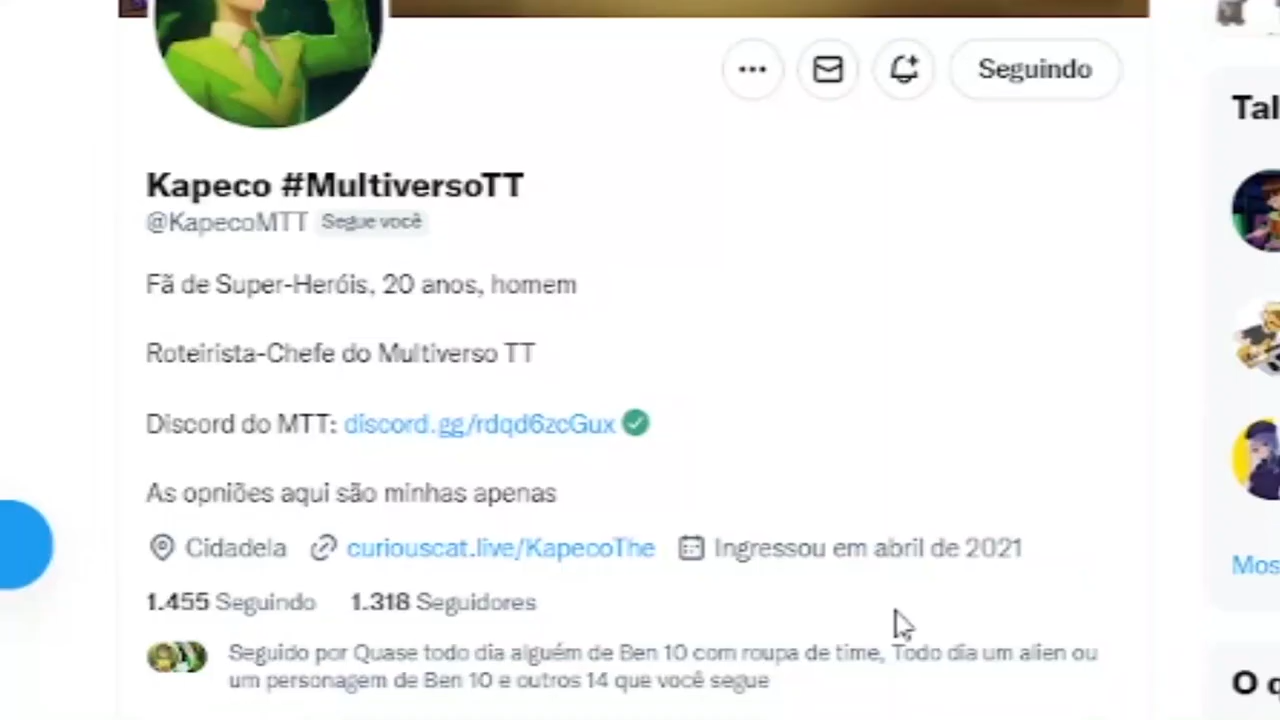 Seguindo
Tal
Kapeco #MultiversoTT
@KapecoMTT Segue você
Fã de Super-Heróis, 20 anos, homem
Roteirista-Chefe do Multiverso TT
Discord do MTT: discord.gg/rdqd6zcGux
As opniões aqui são minhas apenas
Cidadela curiouscat.live/KapecoThe Ingressou em abril de 2021
Mos
1.455 Seguindo 1.318 Seguidores
Seguido por Quase todo dia alguém de Ben 10 com roupa de time, Todo dia um alien ou
um personagem de Ben 10 e outros 14 que você segue
O q